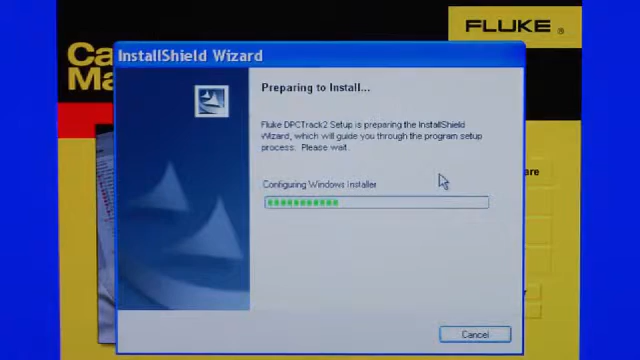 FLUKE ®
Ca
Ma
InstallShield Wizard
Preparing to Install...
Fluke DPCTrack2 Setup is preparing the InstallShield
Wizard, which will guide you through the program setup
process. Please wait.
are
Configuring Windows Installer
r
Cancel